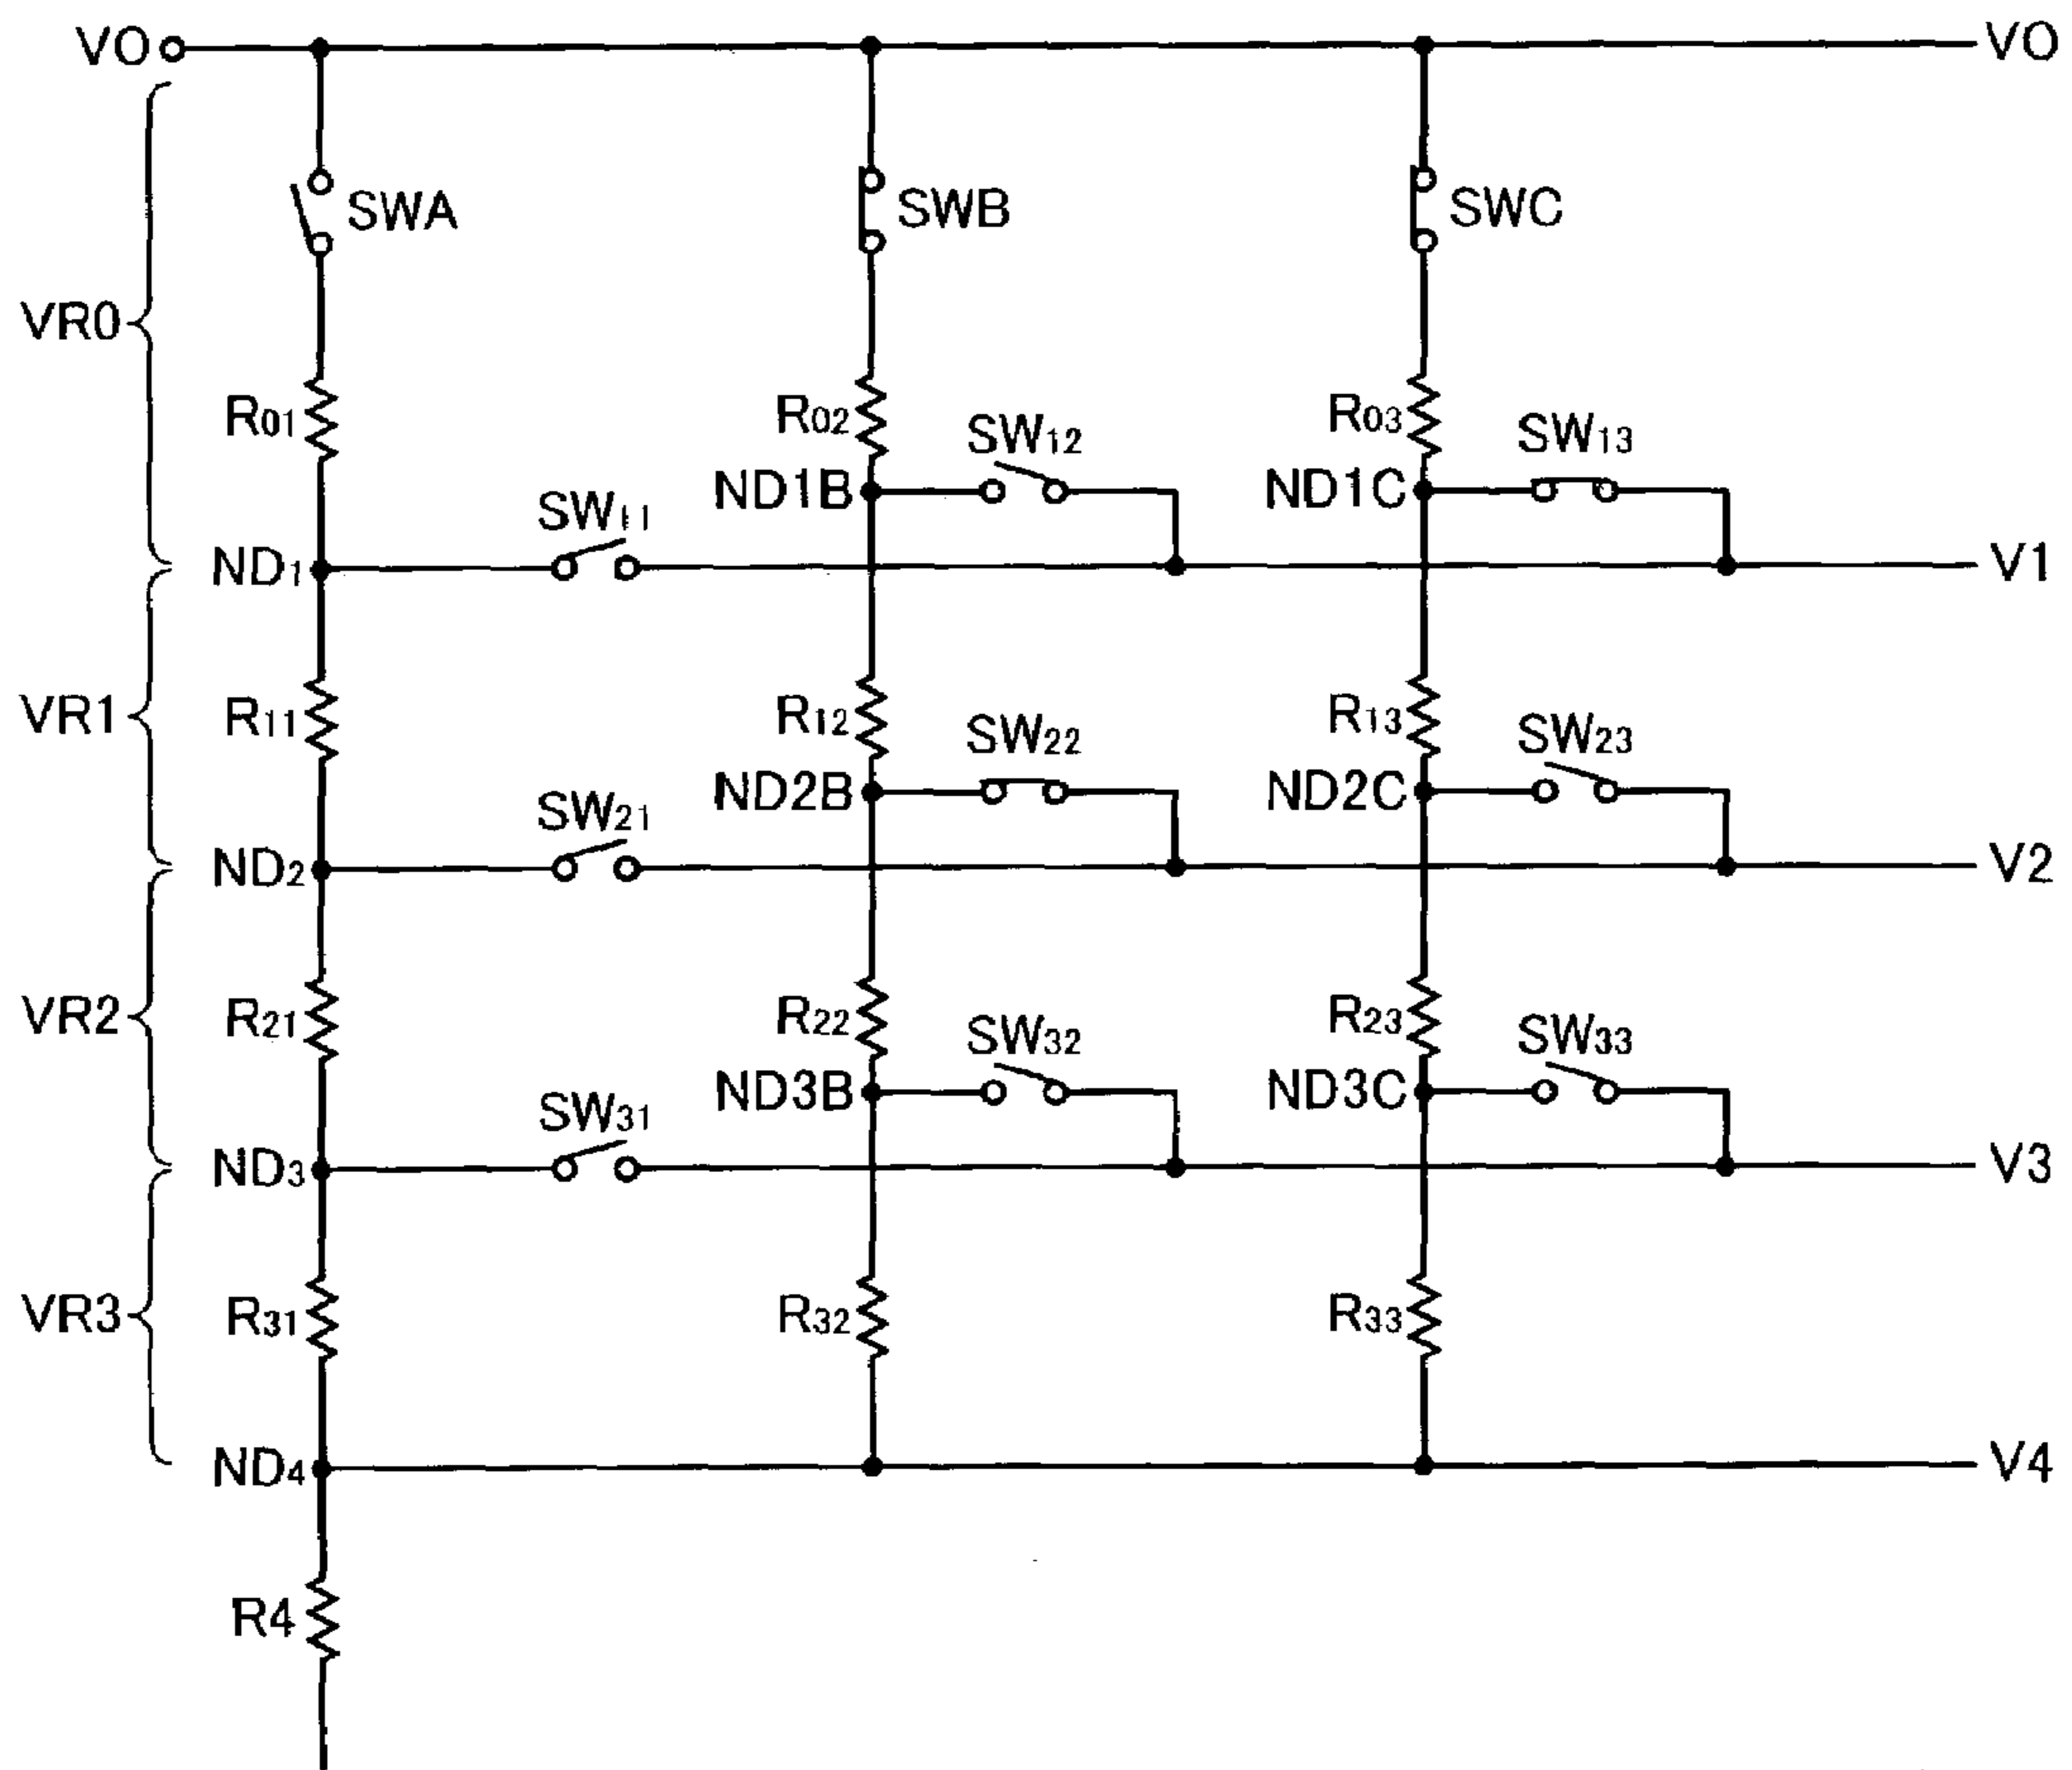 VO VO
SWA SWB SWC
VR0
R01 R02 SW12 R03 SW13
ND1B ND1C
SW11
ND1 V1
VR1 R11 R12 SW22 R13 SW23
ND2B ND2C
SW21
ND2 V2
VR2 R21 R22 SW32 R23 SW33
ND3B ND3C
SW31
ND3 V3
VR3 R31 R32 R33
ND4 V4
R4